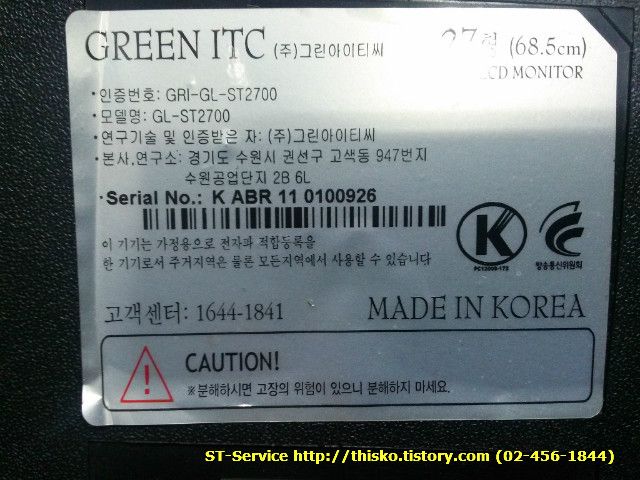 GREEN ITC (주)그린아이티씨
27형 (68.5cm)
LCD MONITOR
· 인증번호: GRI-GL-ST2700
· 모델명: GL-ST2700
· 연구기술 및 인증받은 자: (주)그린아이티씨
· 본사,연구소: 경기도 수원시 권선구 고색동 947번지
수원공업단지 2B 6L
· Serial No.: K ABR 11 0100926
이 기기는 가정용으로 전자파 적합등록을
한 기기로서 주거지역은 물론 모든지역에서 사용할 수 있습니다
K
방송통신위원회
고객센터: 1644-1841
MADE IN KOREA
CAUTION!
※분해하시면 고장의 위험이 있으니 분해하지 마세요.
ST-Service http://thisko.tistory.com (02-456-1844)